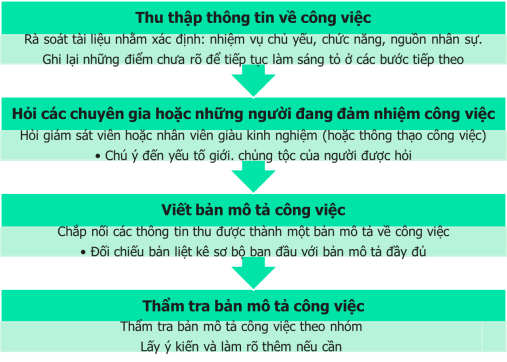 Thu thập thông tin về công việc
Rà soát tài liệu nhằm xác định: nhiệm vụ chủ yếu, chức năng, nguồn nhân sự.
Ghi lại những điểm chưa rõ để tiếp tục làm sáng tỏ ở các bước tiếp theo
Hỏi các chuyên gia hoặc những người đang đảm nhiệm công việc
Hỏi giám sát viên hoặc nhân viên giàu kinh nghiệm (hoặc thông thạo công việc)
• Chú ý đến yếu tố giới. chủng tộc của người được hỏi
Viết bản mô tả công việc
Chắp nối các thông tin thu được thành một bản mô tả về công việc
• Đối chiếu bản liệt kê sơ bộ ban đầu với bản mô tả đầy đủ
Thẩm tra bản mô tả công việc
Thẩm tra bản mô tả công việc theo nhóm
Lấy ý kiến và làm rõ thêm nếu cần